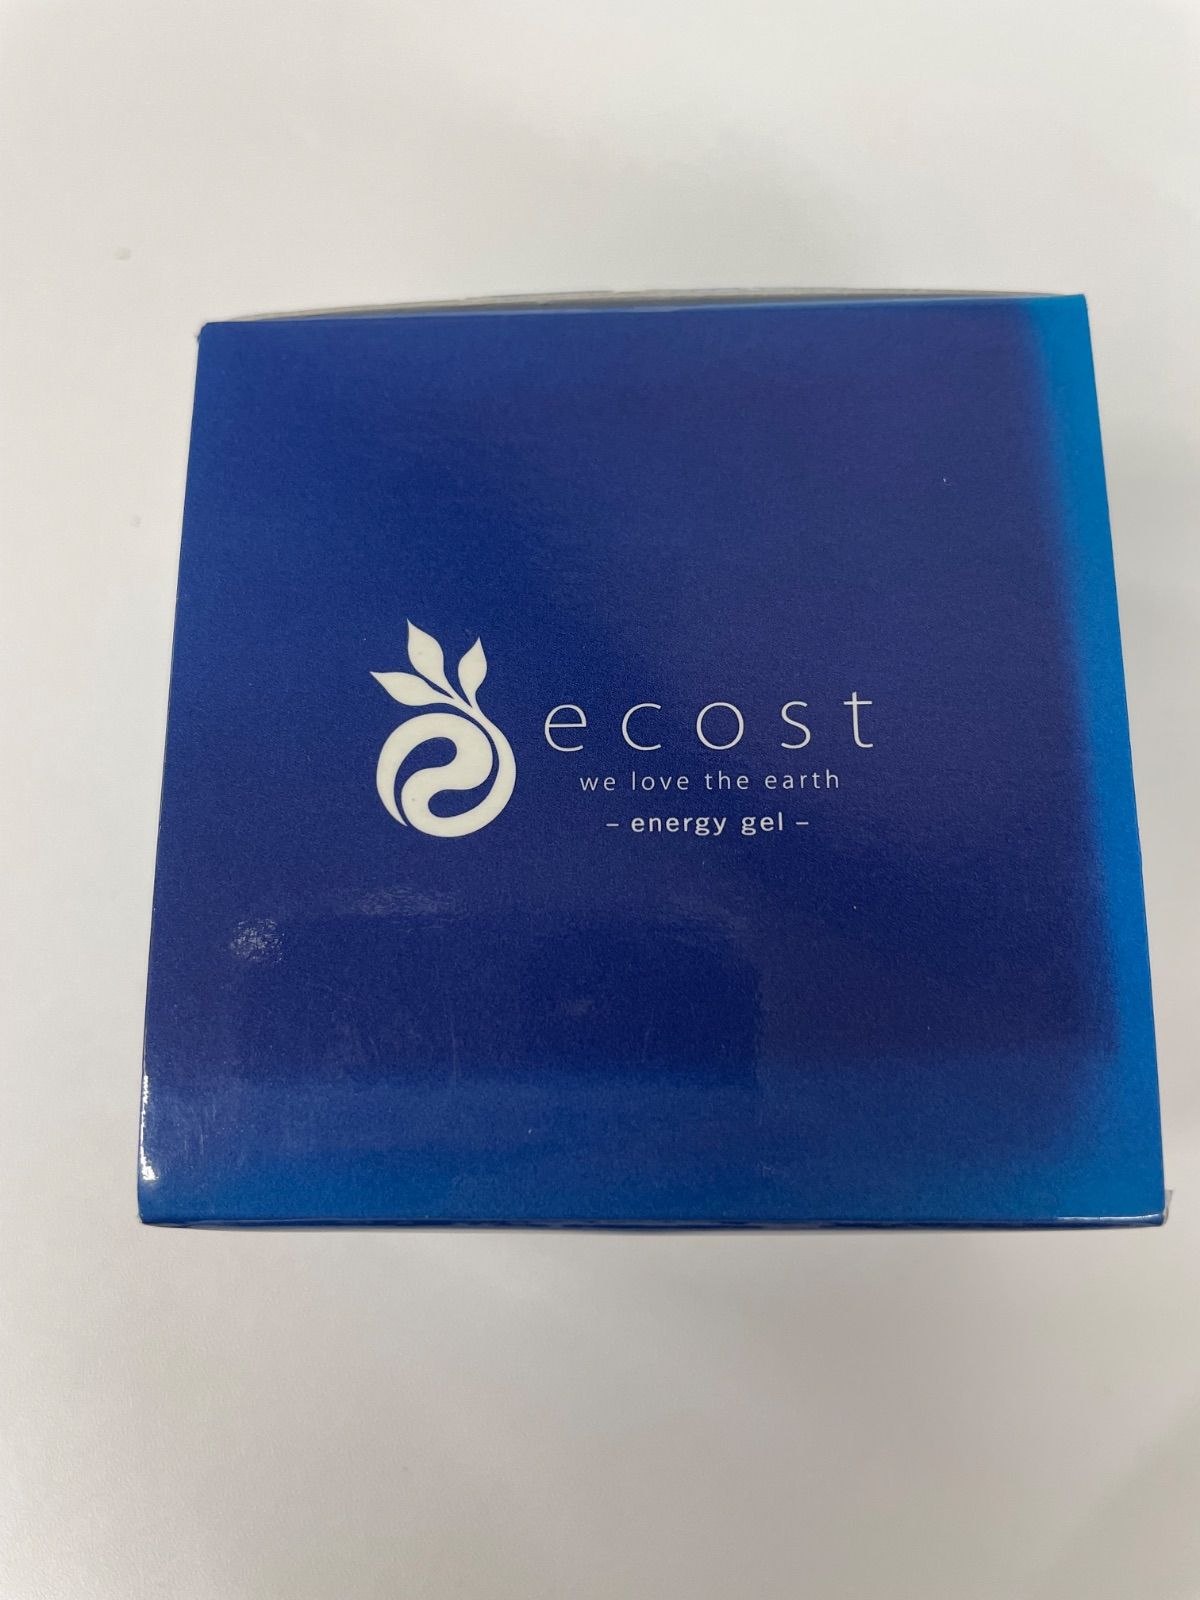 ecost
we love the earth
– energy gel –